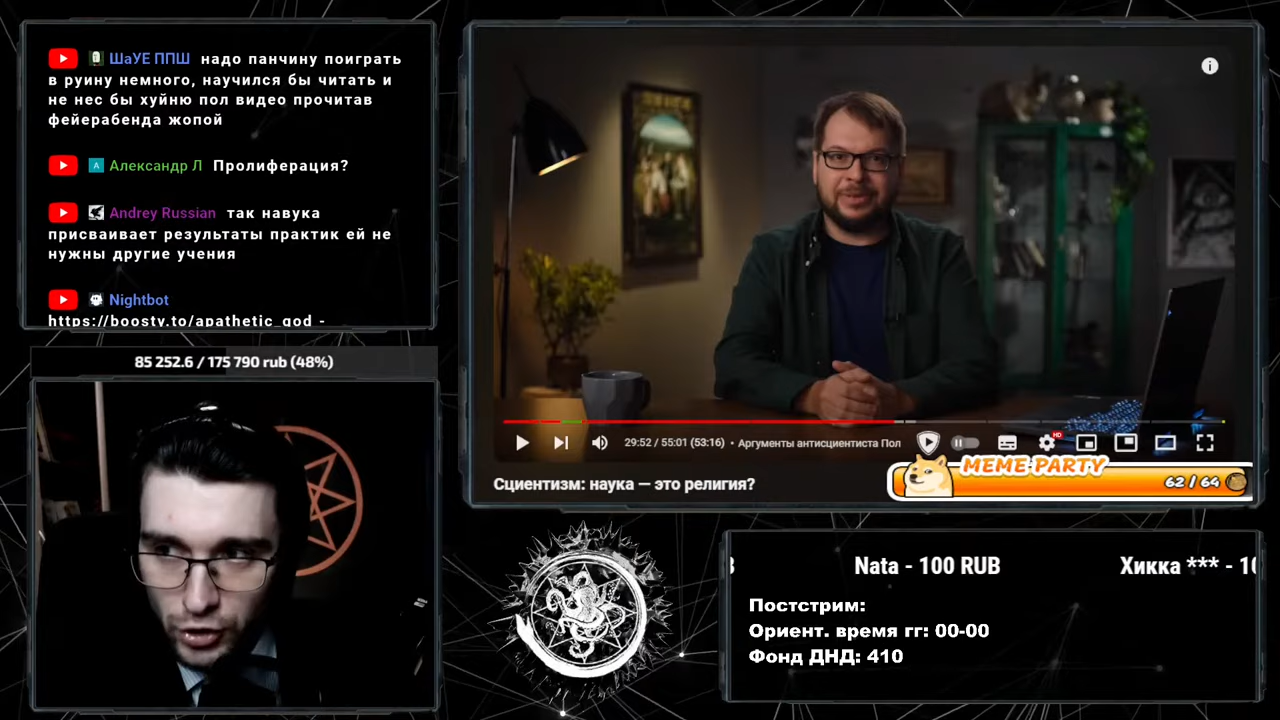 ШаУЕ ППШ надо панчину поиграть
в руину немного, научился бы читать и
не нес бы хуйню пол видео прочитав
фейерабенда жопой
А Александр Л Пролиферация?
Andrey Russian так навука
присваивает результаты практик ей не
нужны другие учения
Nightbot
https://boosty.to/apathetic_god -
85 252.6 / 175 790 rub (48%)
29:52 / 55:01 (53:16) • Аргументы антисциентиста Пол
HD
Сциентизм: наука — это религия?
MEME PARTY
62 / 64
Nata - 100 RUB
Хикка *** - 10
Постстрим:
Ориент. время гг: 00-00
Фонд ДНД: 410